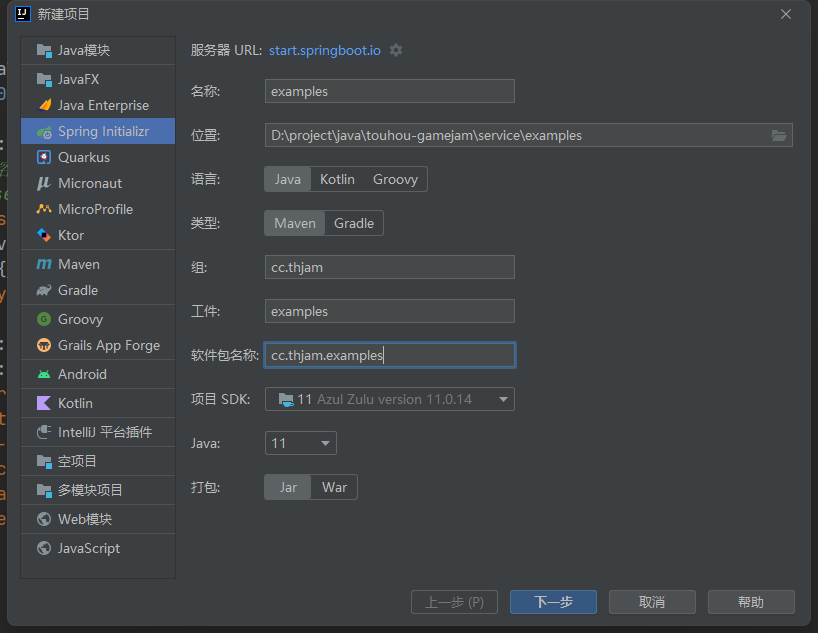 新建项目
Java模块
JavaFX
Java Enterprise
Spring Initializr
Quarkus
Micronaut
MicroProfile
Ktor
Maven
Gradle
Groovy
Grails App Forge
Android
Kotlin
IntelliJ 平台插件
空项目
多模块项目
Web模块
JavaScript
服务器 URL: start.springboot.io
名称: examples
位置: D:\project\java\touhou-gamejam\service\examples
语言: Java Kotlin Groovy
类型: Maven Gradle
组: cc.thjam
工件: examples
软件包名称: cc.thjam.examples
项目 SDK: 11 Azul Zulu version 11.0.14
Java: 11
打包: Jar War
上一步 (P) 下一步 取消 帮助